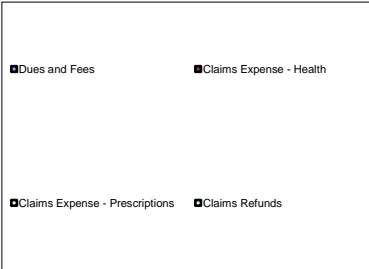 Dues and Fees
Claims Expense - Health
Claims Expense - Prescriptions
Claims Refunds